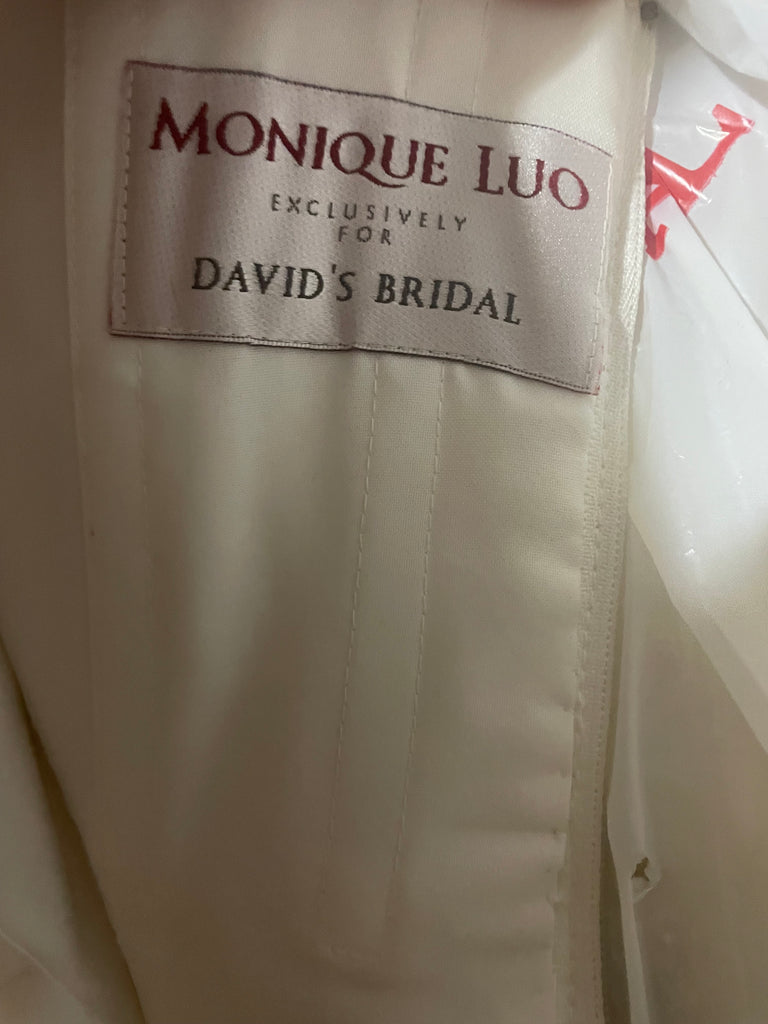 MONIQUE LUO
EXCLUSIVELY
FOR
DAVID'S BRIDAL